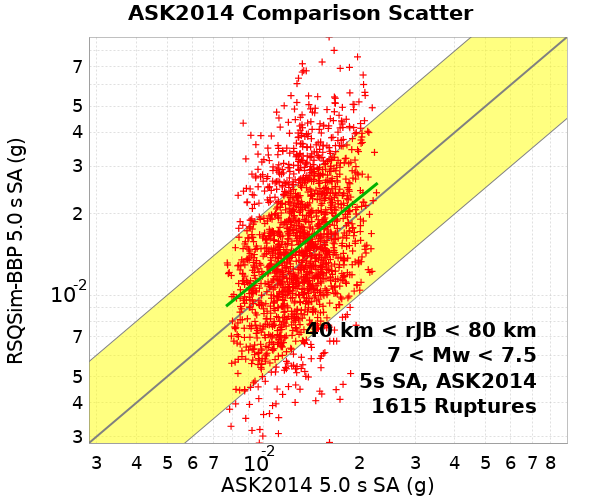 ASK2014 Comparison Scatter
RSQSim-BBP 5.0 s SA (g)
7
5
4
3
2
10-2
7
5
4
3
40 km < rJB < 80 km
7 < Mw < 7.5
5s SA, ASK2014
1615 Ruptures
3 4 5 6 7 10-2 2 3 4 5 6 7 8
ASK2014 5.0 s SA (g)